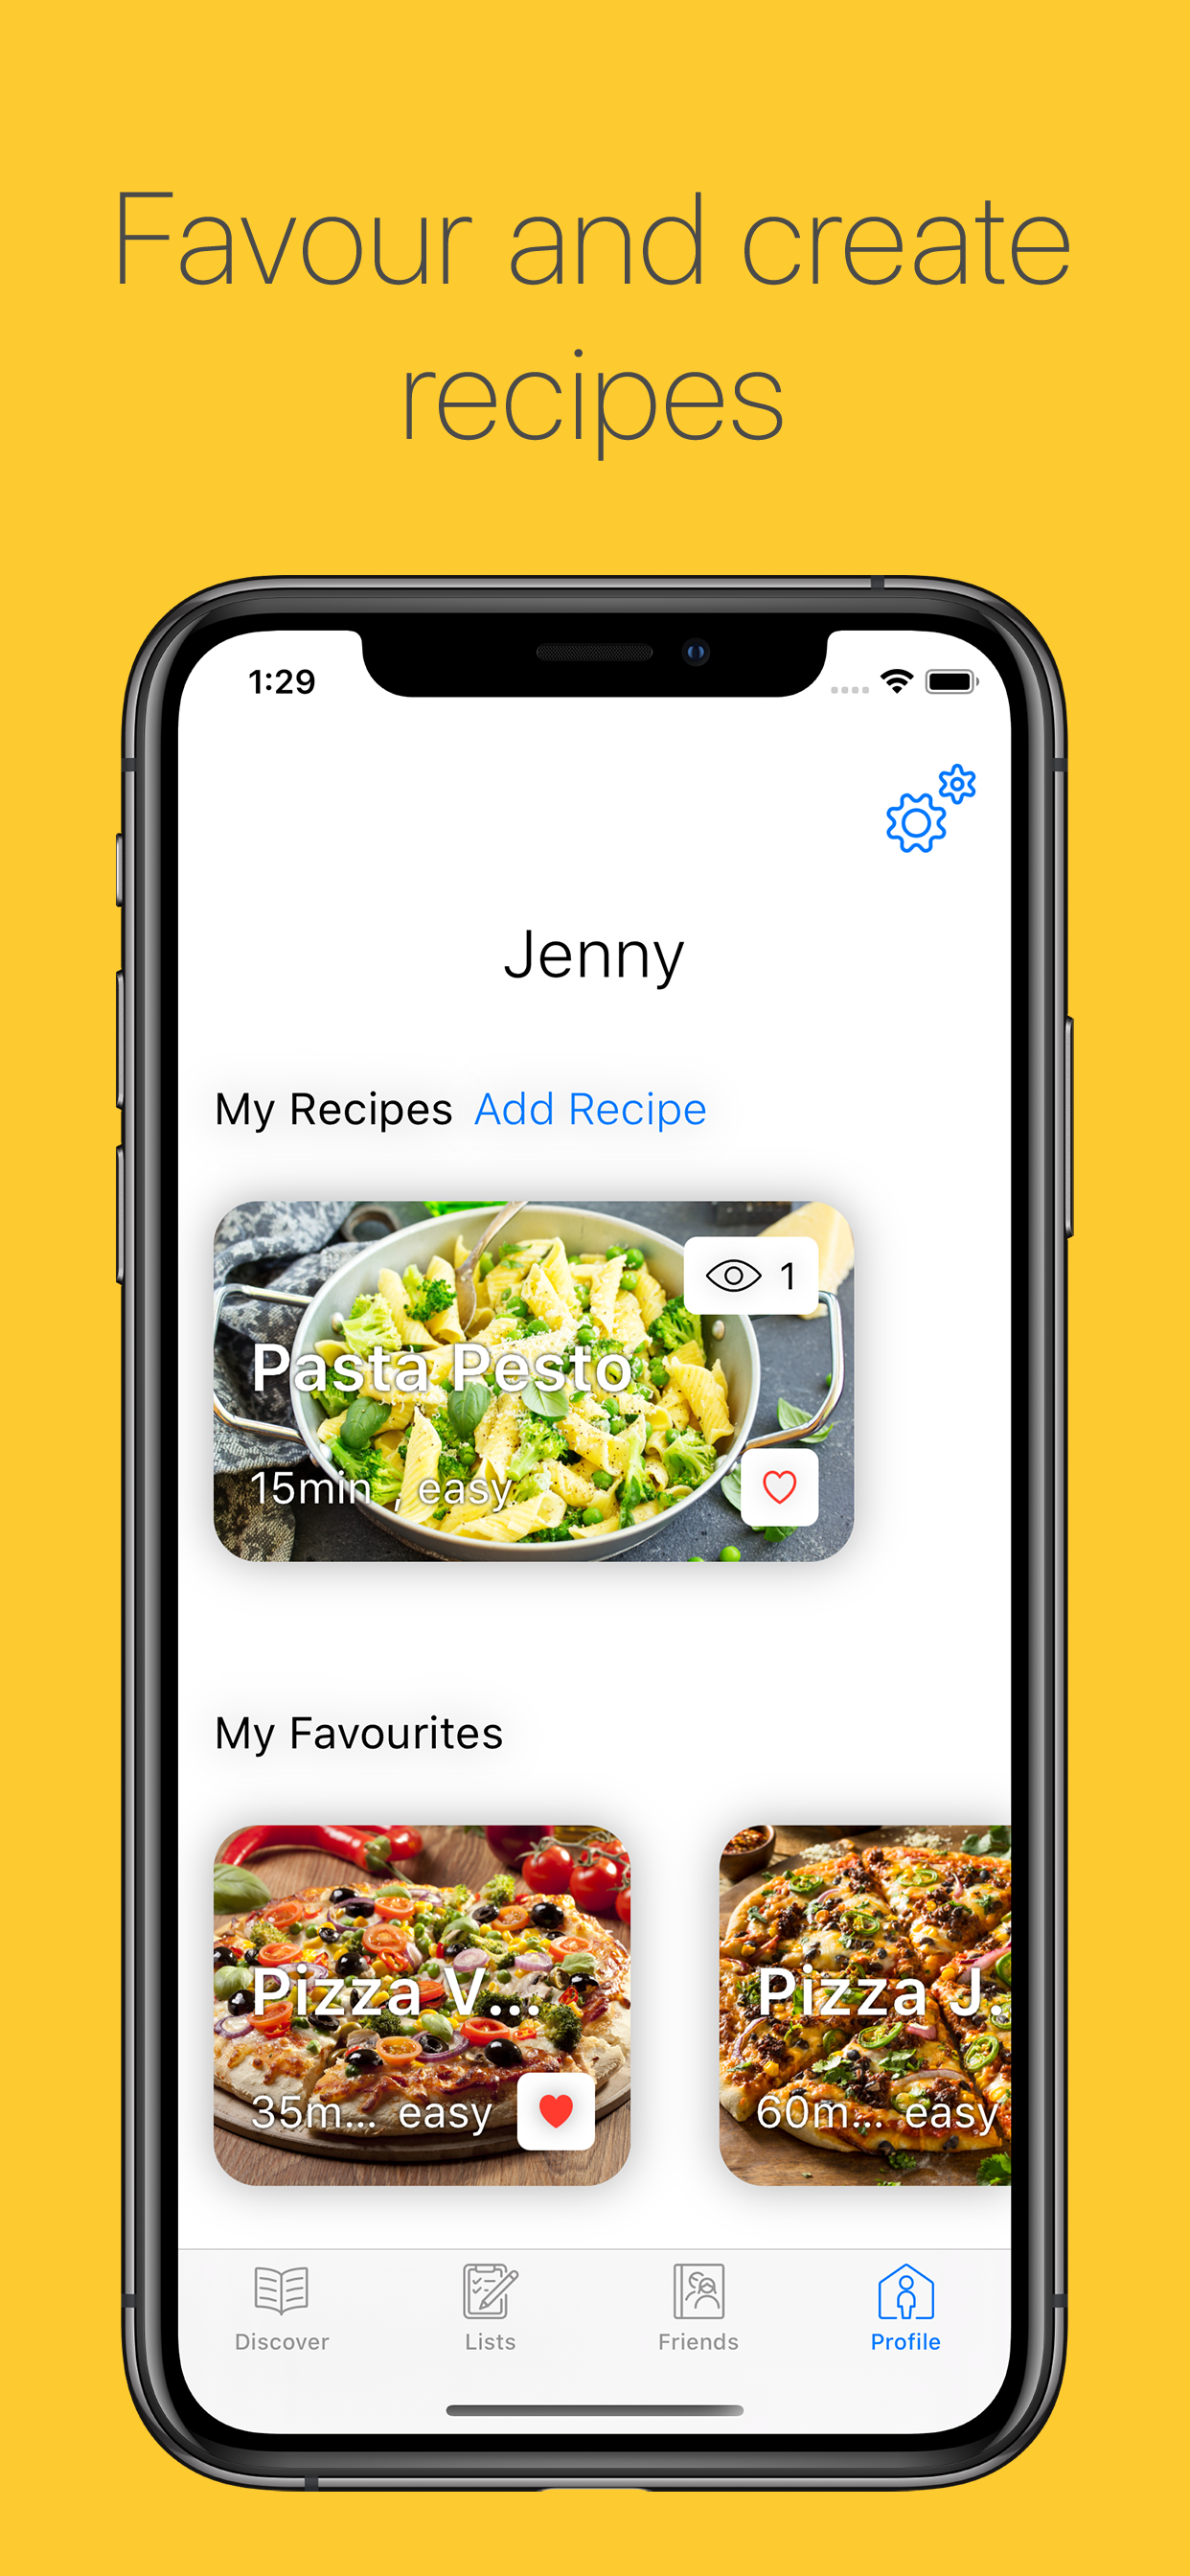 Favour and create
recipes
1:29
Jenny
My Recipes Add Recipe
1
Pasta Pesto
15min , easy
My Favourites
Pizza V... Pizza J.
35m... easy 60m... easy
Discover Lists Friends Profile